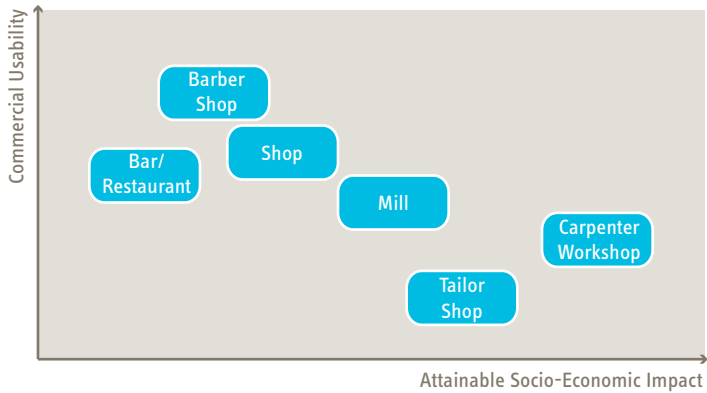 Commercial Usability
Barber
Shop
Shop
Bar/
Restaurant
Mill
Carpenter
Workshop
Tailor
Shop
Attainable Socio-Economic Impact